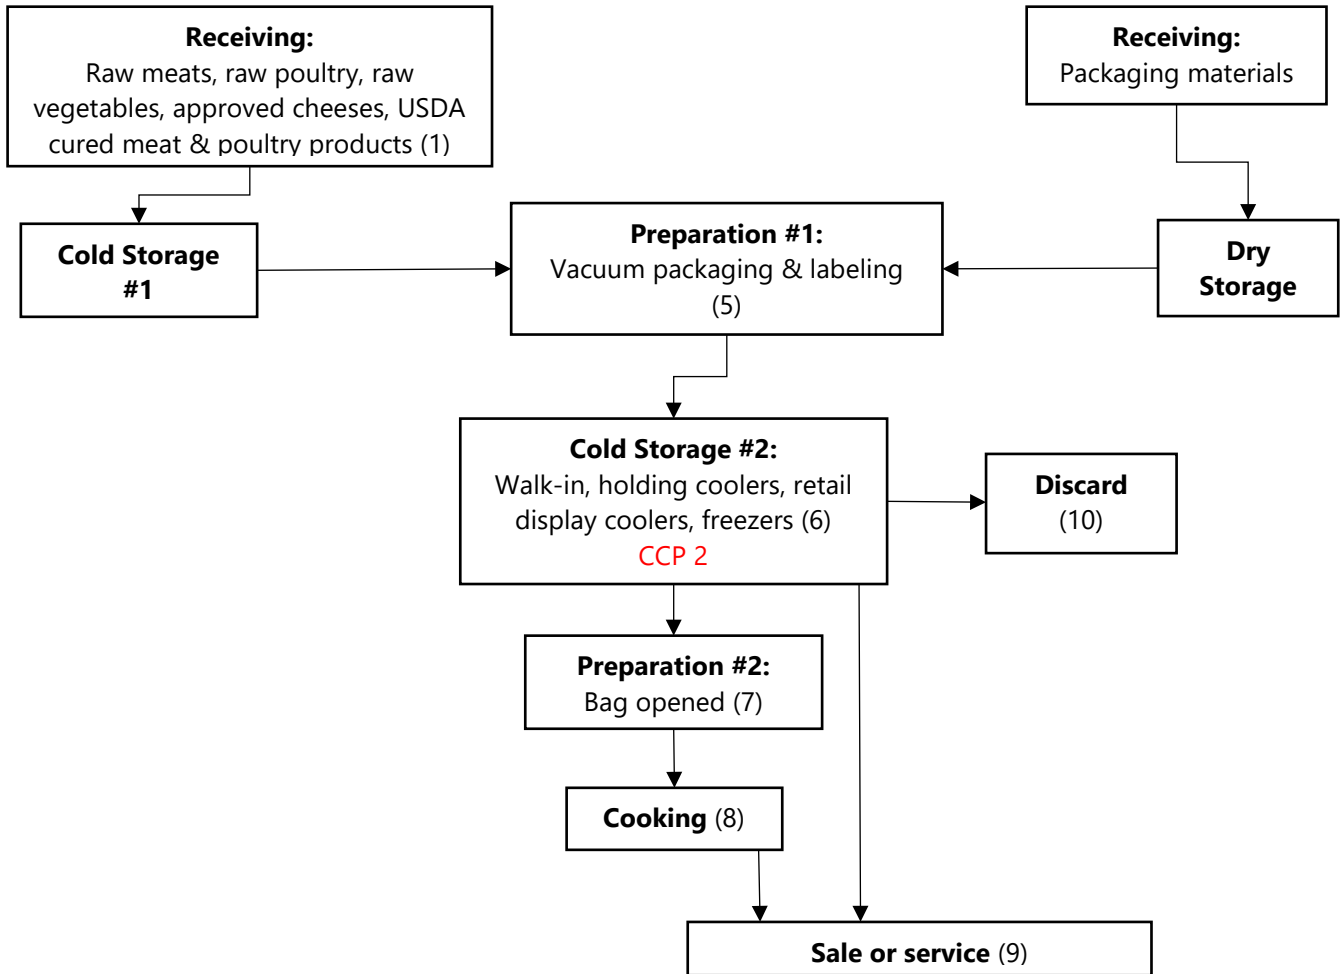 Receiving:
Raw meats, raw poultry, raw
vegetables, approved cheeses, USDA
cured meat & poultry products (1)
Receiving:
Packaging materials
Cold Storage
#1
Preparation #1:
Vacuum packaging & labeling
(5)
Dry
Storage
Cold Storage #2:
Walk-in, holding coolers, retail
display coolers, freezers (6)
CCP 2
Discard
(10)
Preparation #2:
Bag opened (7)
Cooking (8)
Sale or service (9)